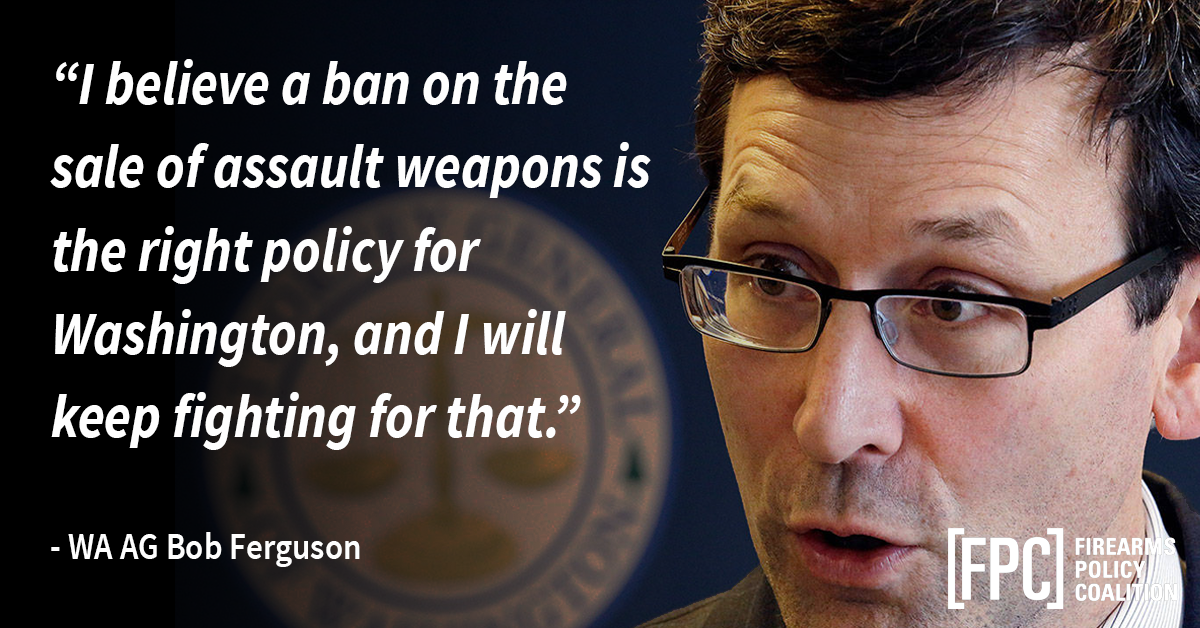 “I believe a ban on the
sale of assault weapons is
the right policy for
Washington, and I will
keep fighting for that.”
- WA AG Bob Ferguson
[FPC] FIREARMS
POLICY
COALITION